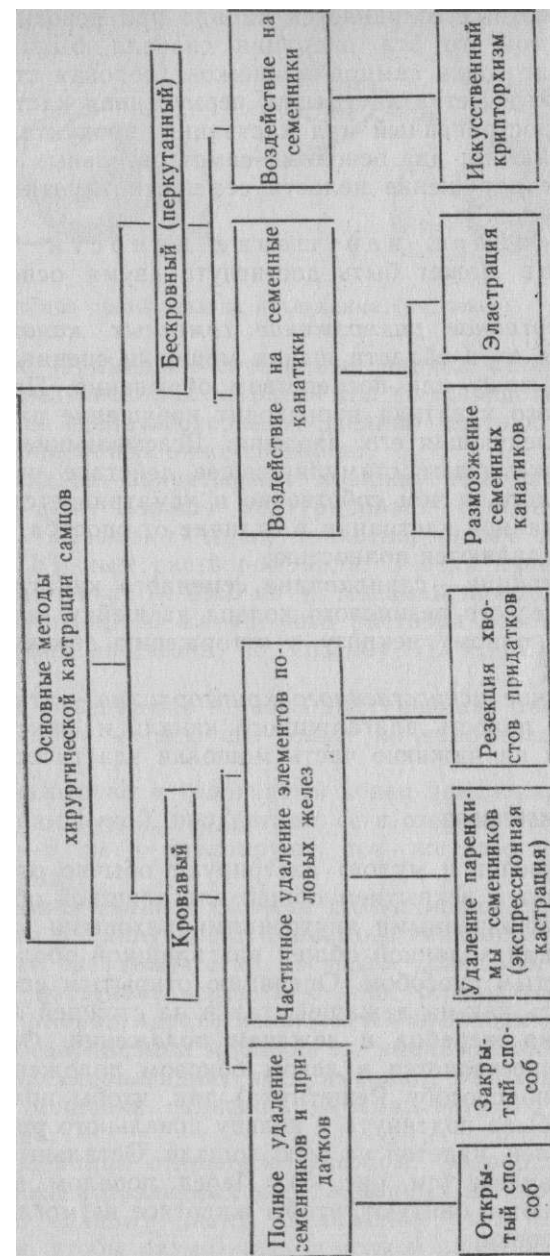 Основные методы
хирургической кастрации самцов
Кровавый
Бескровный (перкутанный)
Полное удаление
семенников и при-
датков
Частичное удаление элементов по
ловых желез
Воздействие на семенные
канатики
Воздействие на
семенники
Откры-
тый спо-
соб
Закры
тый спо-
соб
Удаление паренхи-
мы семенников
(экспрессионная
кастрация)
Резекция хво-
стов придатков
Размозжение
семенных
канатиков
Эластрация
Искусственный
крипторхизм